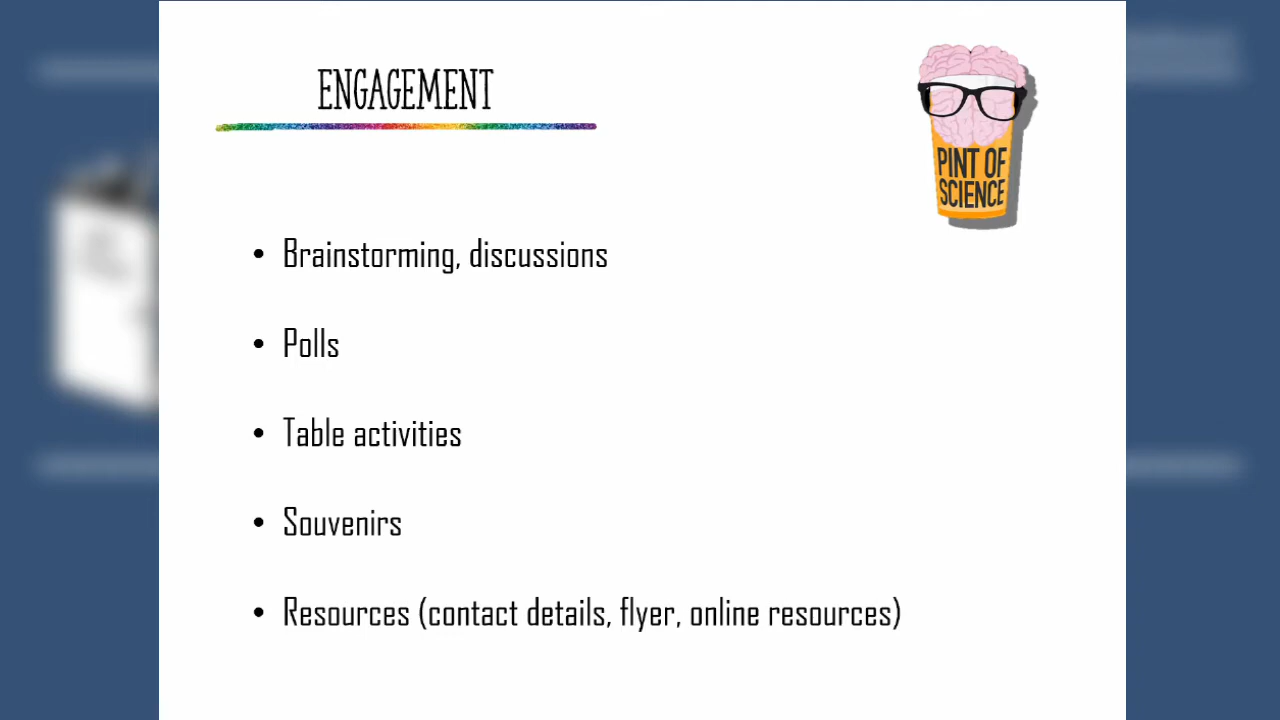 ENGAGEMENT
PINT OF
SCIENCE
• Brainstorming, discussions
• Polls
• Table activities
• Souvenirs
• Resources (contact details, flyer, online resources)